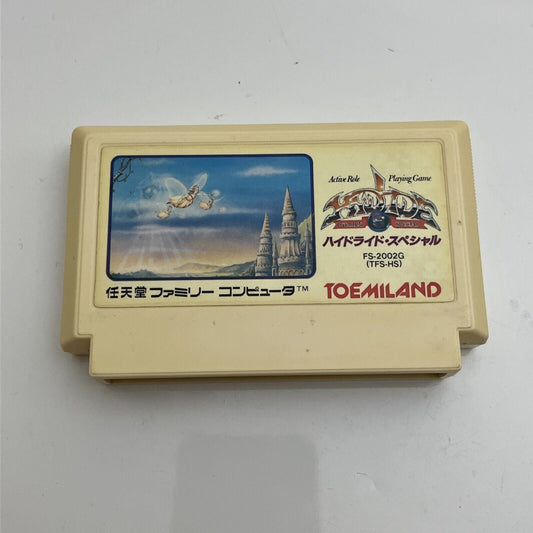 Active Role Playing Game
HYDLIDE
ハイドライド・スペシャル
FS-2002G
(TFS-HS)
任天堂 ファミリー コンピュータ™
TOEMILAND